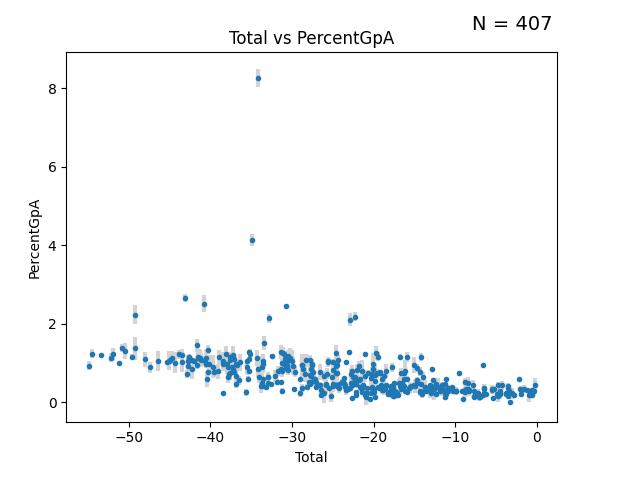 N = 407
Total vs PercentGpA
PercentGpA
8
6
4
2
0
−50 −40 −30 −20 −10 0
Total